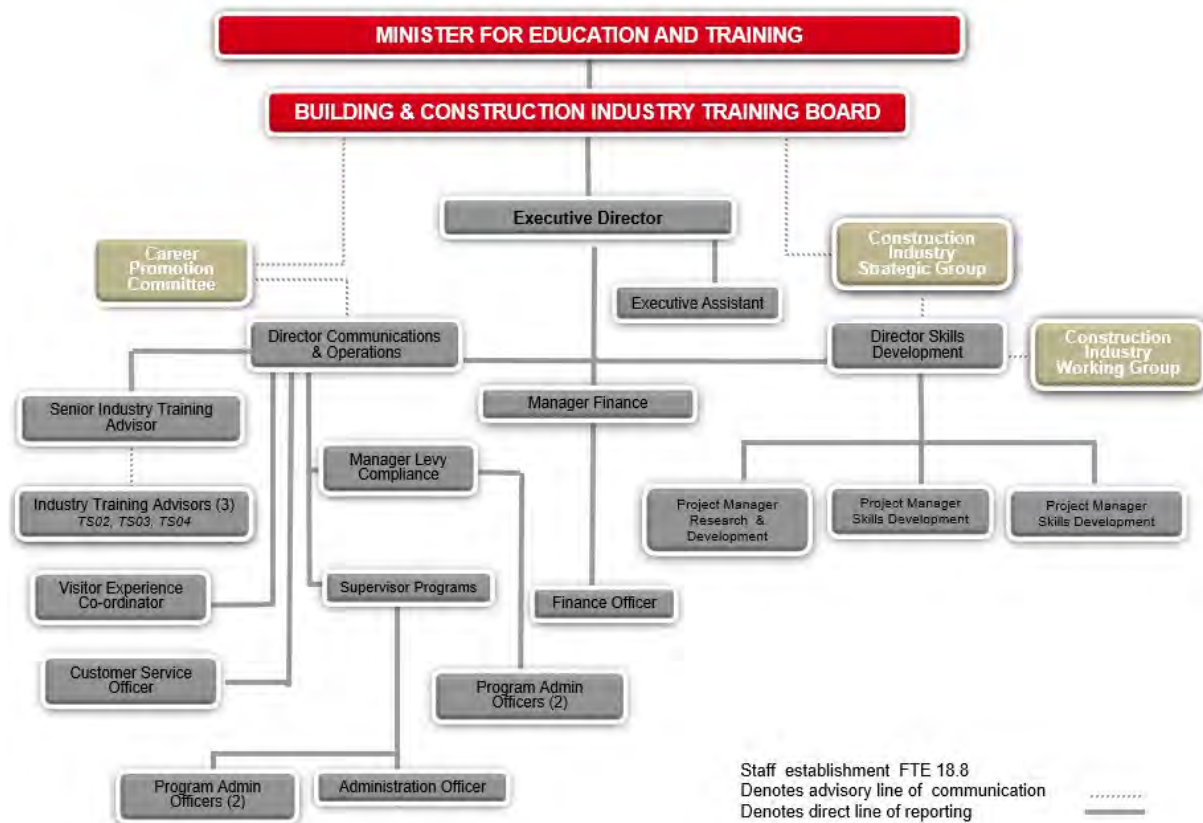 MINISTER FOR EDUCATION AND TRAINING
BUILDING & CONSTRUCTION INDUSTRY TRAINING BOARD
Executive Director
Career
Promotion
Committee
Construction
Industry
Strategic Group
Executive Assistant
Director Communications
& Operations
Director Skills
Development
Construction
Industry
Working Group
Senior Industry Training
Advisor
Manager Finance
Manager Levy
Compliance
Industry Training Advisors (3)
TS02, TS03, TS04
Project Manager
Research &
Development
Project Manager
Skills Development
Project Manager
Skills Development
Visitor Experience
Co-ordinator
Supervisor Programs
Finance Officer
Customer Service
Officer
Program Admin
Officers (2)
Program Admin
Officers (2)
Administration Officer
Staff establishment FTE 18.8
Denotes advisory line of communication
Denotes direct line of reporting